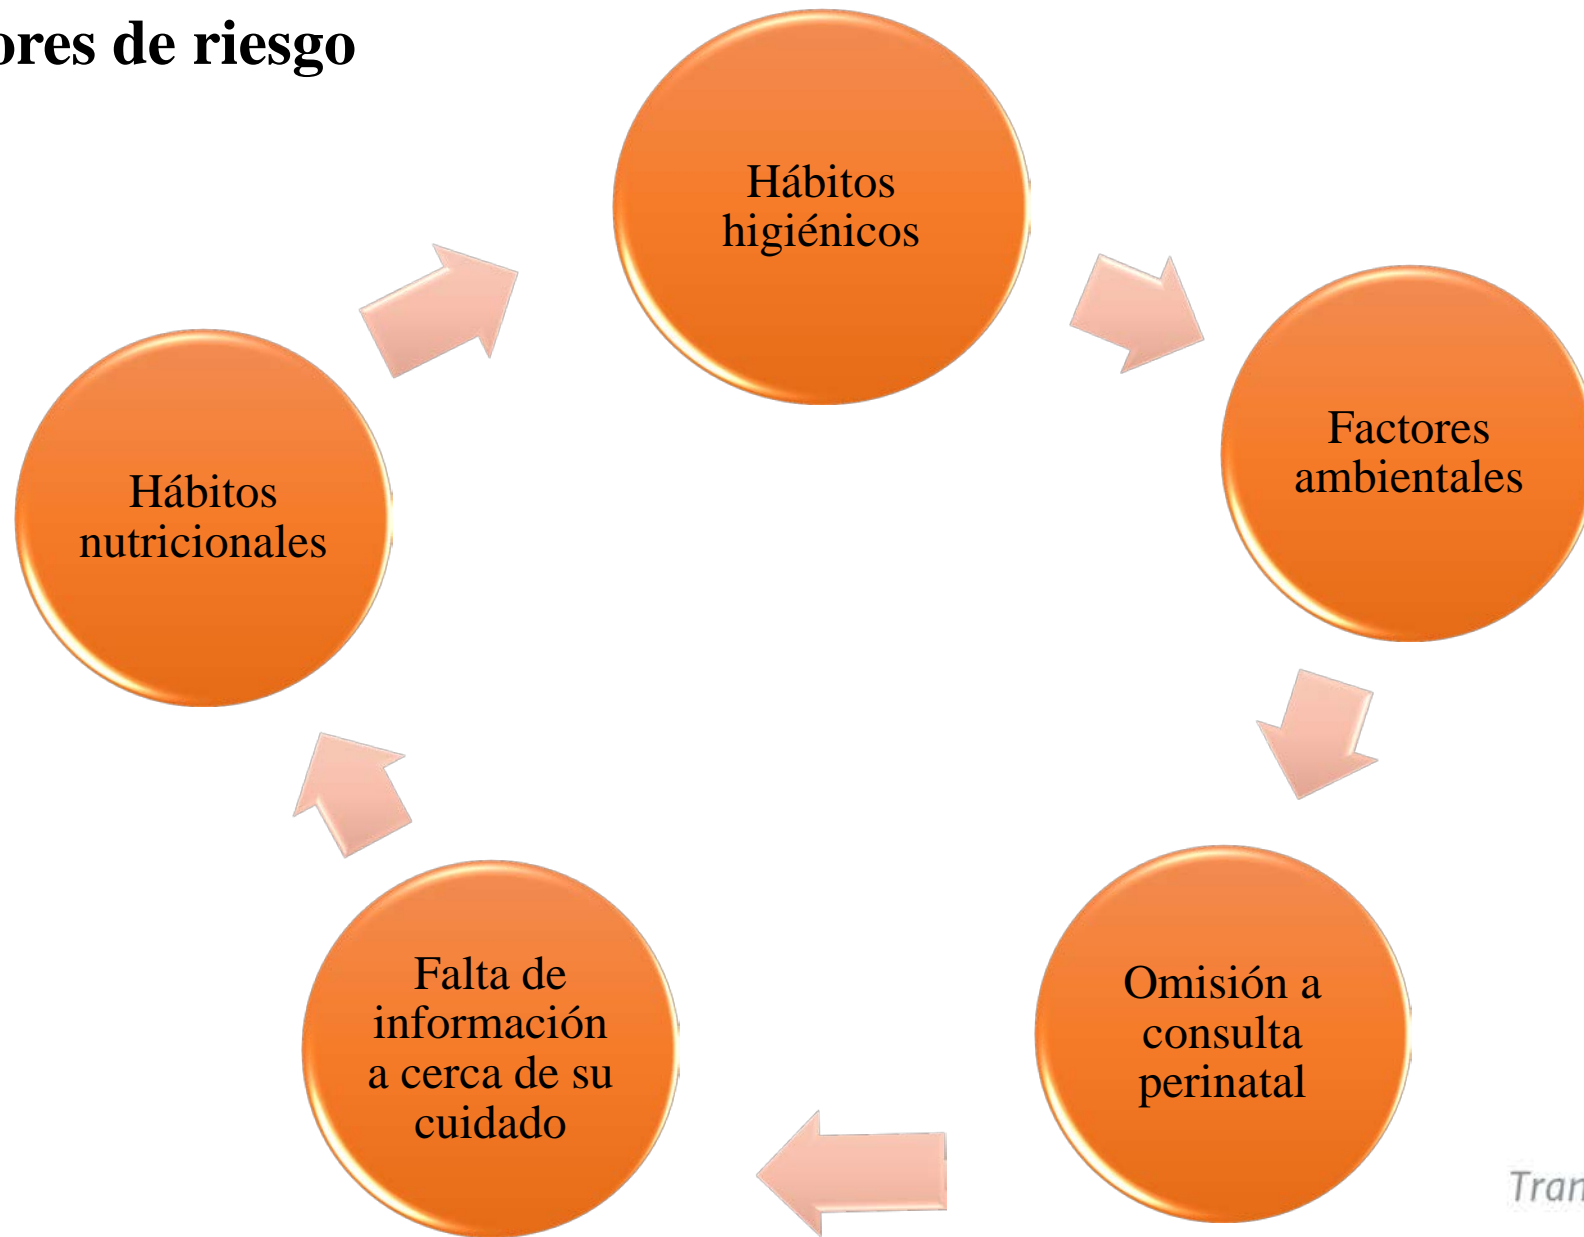 ores de riesgo
Hábitos
higiénicos
Factores
ambientales
Omisión a
consulta
perinatal
Falta de
información
a cerca de su
cuidado
Hábitos
nutricionales
Tran